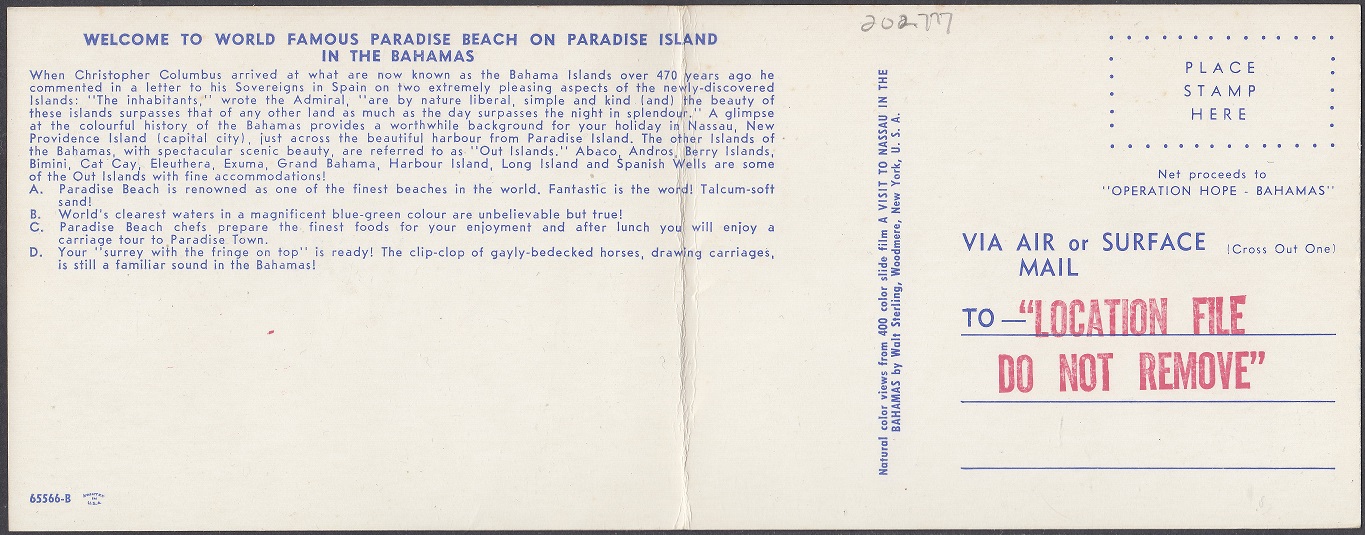 202777
WELCOME TO WORLD FAMOUS PARADISE BEACH ON PARADISE ISLAND
IN THE BAHAMAS
When Christopher Columbus arrived at what are now known as the Bahama Islands over 470 years ago he
commented in a letter to his Sovereigns in Spain on two extremely pleasing aspects of the newly-discovered
Islands: "The inhabitants," wrote the Admiral, "are by nature liberal, simple and kind (and) the beauty of
these islands surpasses that of any other land as much as the day surpasses the night in splendour." A glimpse
at the colourful history of the Bahamas provides a worthwhile background for your holiday in Nassau, New
Providence Island (capital city), just across the beautiful harbour from Paradise Island. The other Islands of
the Bahamas, with spectacular scenic beauty, are referred to as "Out Islands." Abaco, Andros, Berry Islands,
Bimini, Cat Cay, Eleuthera, Exuma, Grand Bahama, Harbour Island, Long Island and Spanish Wells are some
of the Out Islands with fine accommodations!
A. Paradise Beach is renowned as one of the finest beaches in the world. Fantastic is the word! Talcum-soft
sand!
B. World's clearest waters in a magnificent blue-green colour are unbelievable but true!
C. Paradise Beach chefs prepare the finest foods for your enjoyment and after lunch you will enjoy a
carriage tour to Paradise Town.
D. Your "surrey with the fringe on top" is ready! The clip-clop of gayly-bedecked horses, drawing carriages,
is still a familiar sound in the Bahamas!
65566-B
PRINTED
IN
U.S.A.
Natural color views from 400 color slide film A VISIT TO NASSAU IN THE
BAHAMAS by Walt Sterling, Woodmere, New York, U. S. A.
PLACE
STAMP
HERE
Net proceeds to
"OPERATION HOPE - BAHAMAS"
VIA AIR or SURFACE (Cross Out One)
MAIL
TO — "LOCATION FILE
DO NOT REMOVE"